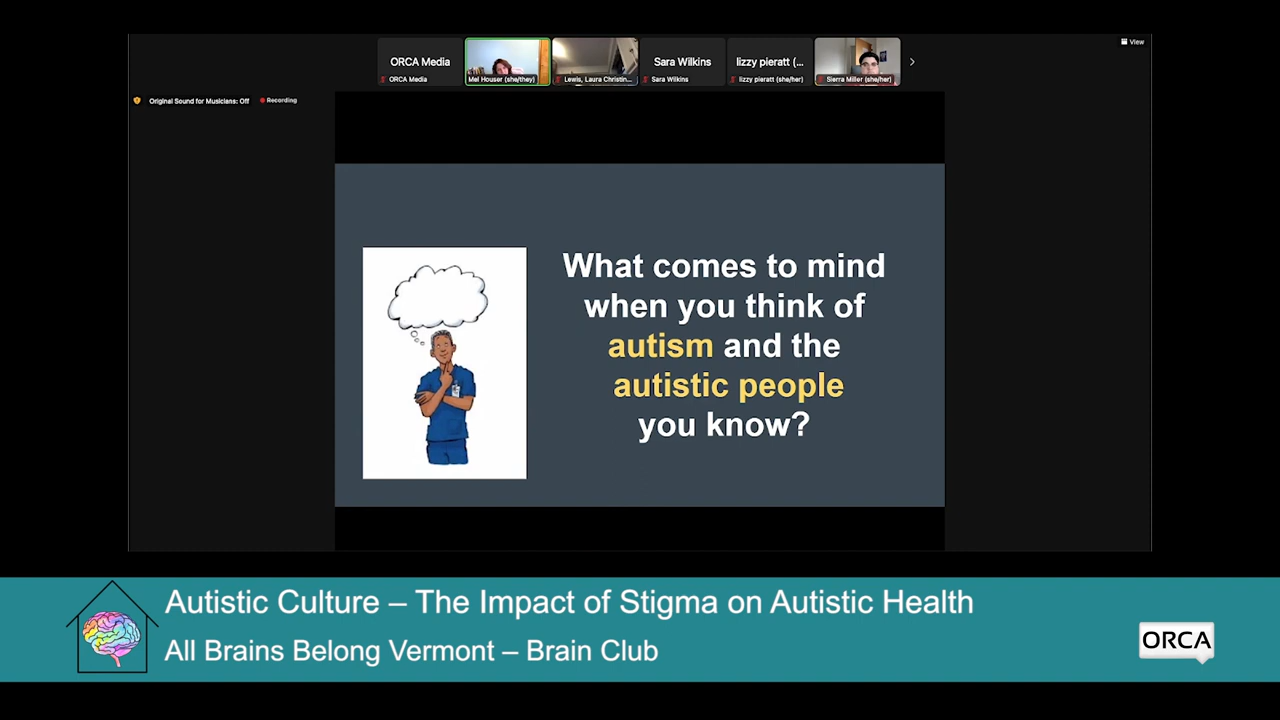 View
ORCA Media
ORCA Media
Mel Houser (she/they)
Lewis, Laura Christin...
Sara Wilkins
Sara Wilkins
lizzy pieratt (...
lizzy pieratt (she/her)
Sierra Miller (she/her)
Original Sound for Musicians: Off
Recording
What comes to mind
when you think of
autism and the
autistic people
you know?
Autistic Culture – The Impact of Stigma on Autistic Health
All Brains Belong Vermont – Brain Club
ORCA